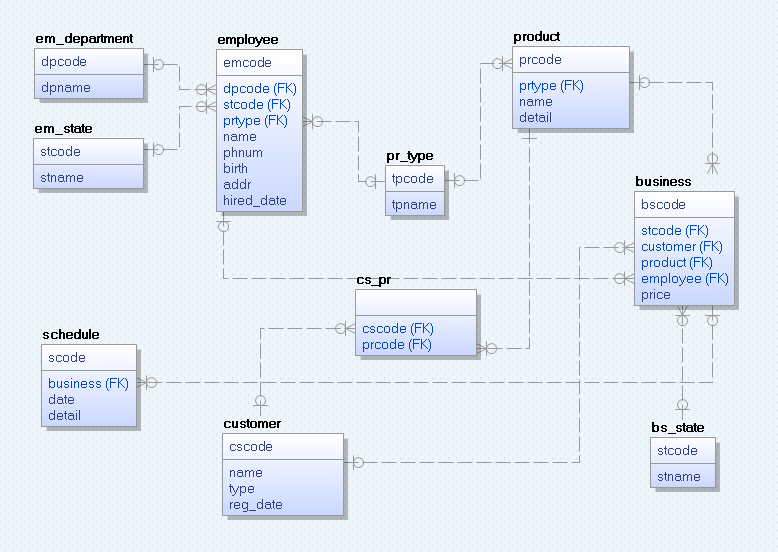 em_department
dpcode
dpname
employee
emcode
dpcode (FK)
stcode (FK)
prtype (FK)
name
phnum
birth
addr
hired_date
product
prcode
prtype (FK)
name
detail
em_state
stcode
stname
pr_type
tpcode
tpname
business
bscode
stcode (FK)
customer (FK)
product (FK)
employee (FK)
price
cs_pr
cscode (FK)
prcode (FK)
schedule
scode
business (FK)
date
detail
customer
cscode
name
type
reg_date
bs_state
stcode
stname